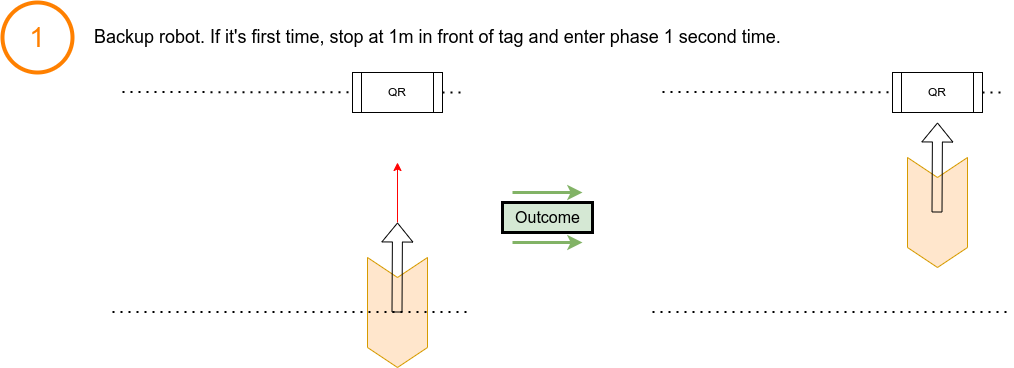 1
Backup robot. If it's first time, stop at 1m in front of tag and enter phase 1 second time.
QR
QR
Outcome